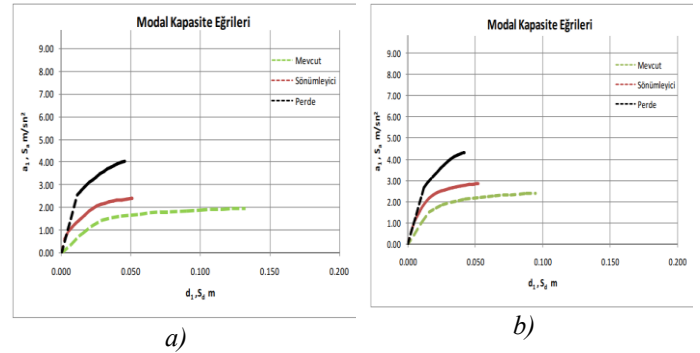 Modal Kapasite Eğrileri
9.00
8.00
7.00
6.00
5.00
4.00
3.00
2.00
1.00
0.00
a₁ , Sₐ m/sn²
Mevcut
Sönümleyici
Perde
0.000 0.050 0.100 0.150 0.200
d₁ ,S_d m
a)
Modal Kapasite Eğrileri
9.00
8.00
7.00
6.00
5.00
4.00
3.00
2.00
1.00
0.00
a₁ , Sₐ m/sn²
Mevcut
Sönümleyici
Perde
0.000 0.050 0.100 0.150 0.200
d₁ ,S_d m
b)